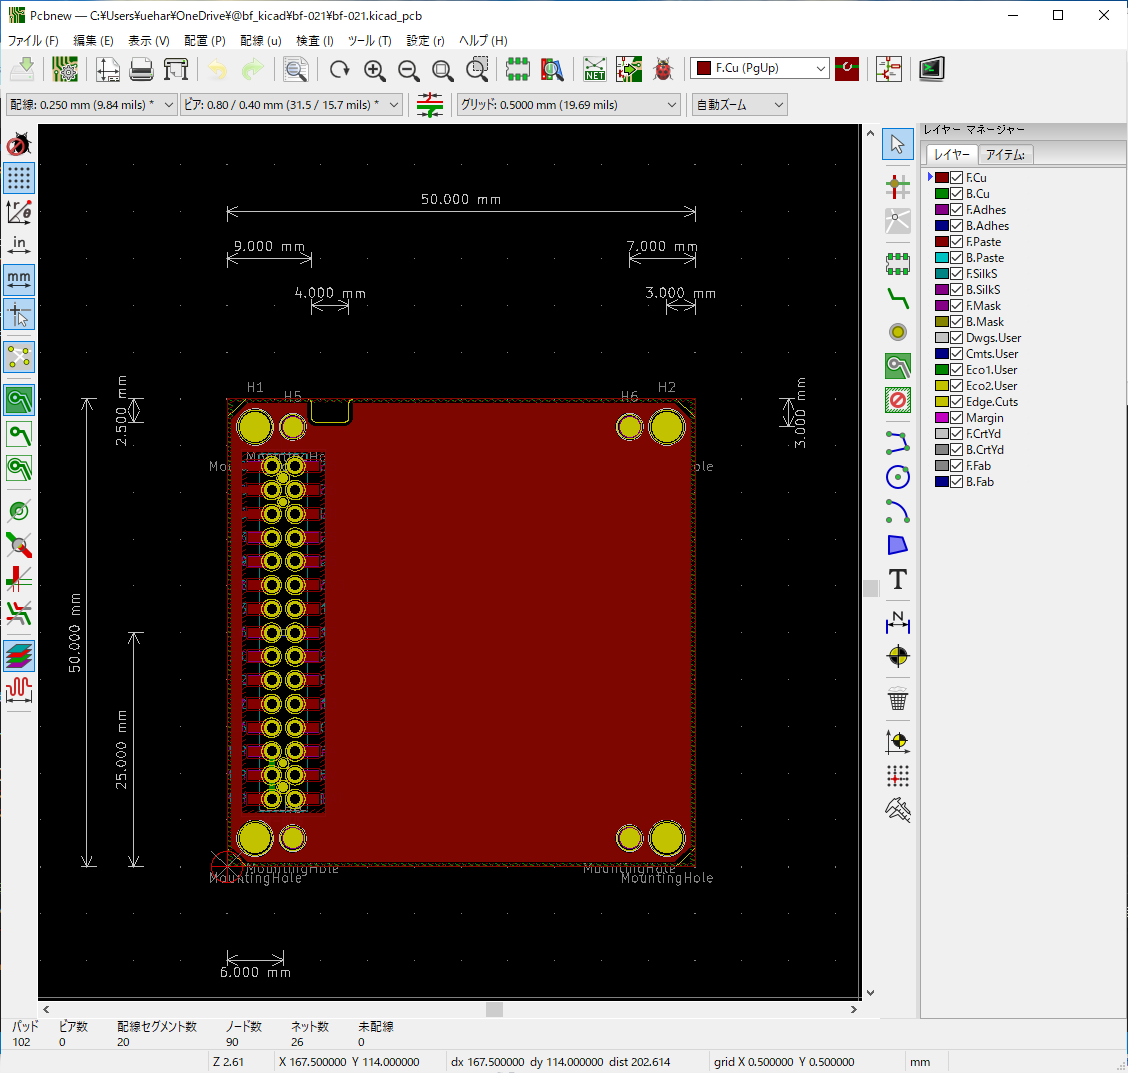 Pcbnew — C:¥Users¥uehar¥OneDrive¥@bf_kicad¥bf-021¥bf-021.kicad_pcb
ファイル (F) 編集 (E) 表示 (V) 配置 (P) 配線 (u) 検査 (I) ツール (T) 設定 (r) ヘルプ (H)
NET
F.Cu (PgUp)
配線: 0.250 mm (9.84 mils) *
ビア: 0.80 / 0.40 mm (31.5 / 15.7 mils) *
グリッド: 0.5000 mm (19.69 mils)
自動ズーム
in
mm
50.000 mm
9.000 mm
7.000 mm
4.000 mm
3.000 mm
2.500 mm
3.000 mm
H1
H5
H6
H2
50.000 mm
25.000 mm
MountingHole
MountingHole
MountingHole
MountingHole
6.000 mm
T
N
レイヤー マネージャー
レイヤー
アイテム:
F.Cu
B.Cu
F.Adhes
B.Adhes
F.Paste
B.Paste
F.SilkS
B.SilkS
F.Mask
B.Mask
Dwgs.User
Cmts.User
Eco1.User
Eco2.User
Edge.Cuts
Margin
F.CrtYd
B.CrtYd
F.Fab
B.Fab
パッド ビア数 配線セグメント数 ノード数 ネット数 未配線
102 0 20 90 26 0
Z 2.61
X 167.500000 Y 114.000000
dx 167.500000 dy 114.000000 dist 202.614
grid X 0.500000 Y 0.500000
mm